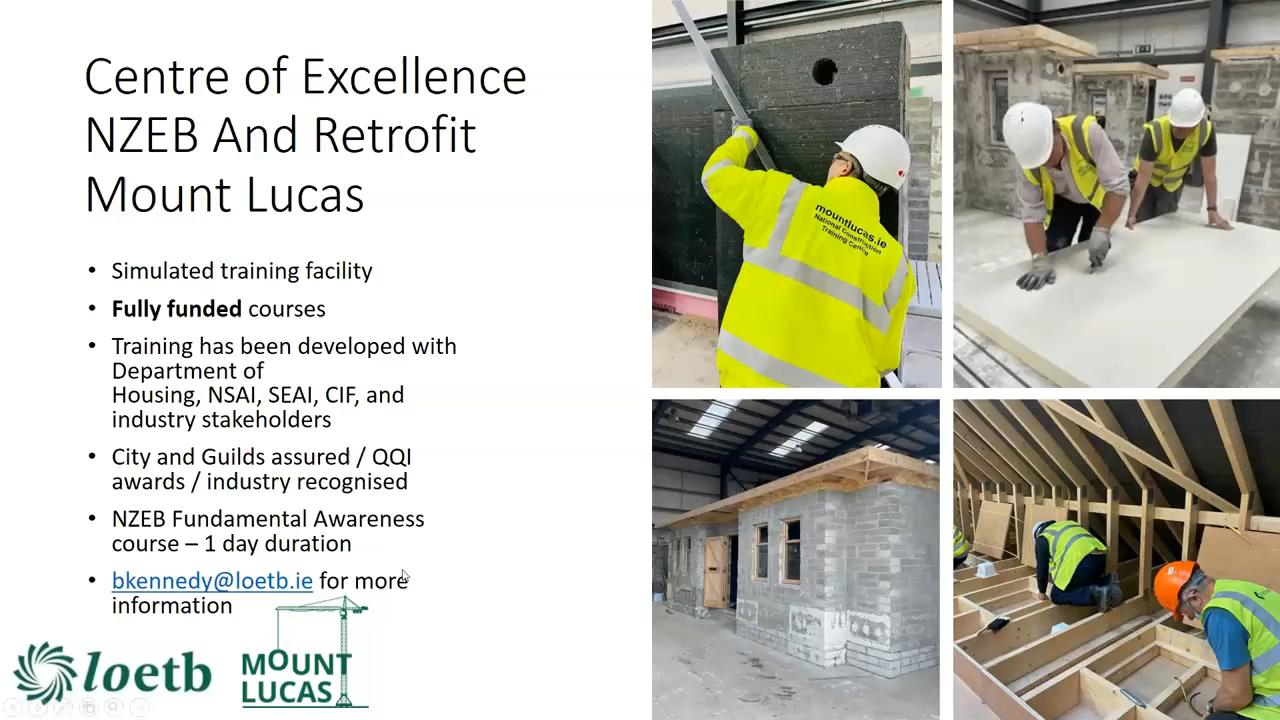 Centre of Excellence
NZEB And Retrofit
Mount Lucas
• Simulated training facility
• Fully funded courses
• Training has been developed with
Department of
Housing, NSAI, SEAI, CIF, and
industry stakeholders
• City and Guilds assured / QQI
awards / industry recognised
• NZEB Fundamental Awareness
course – 1 day duration
• bkennedy@loetb.ie for more
information
loetb
MOUNT
LUCAS
mountlucas.ie
National Construction
Training Centre